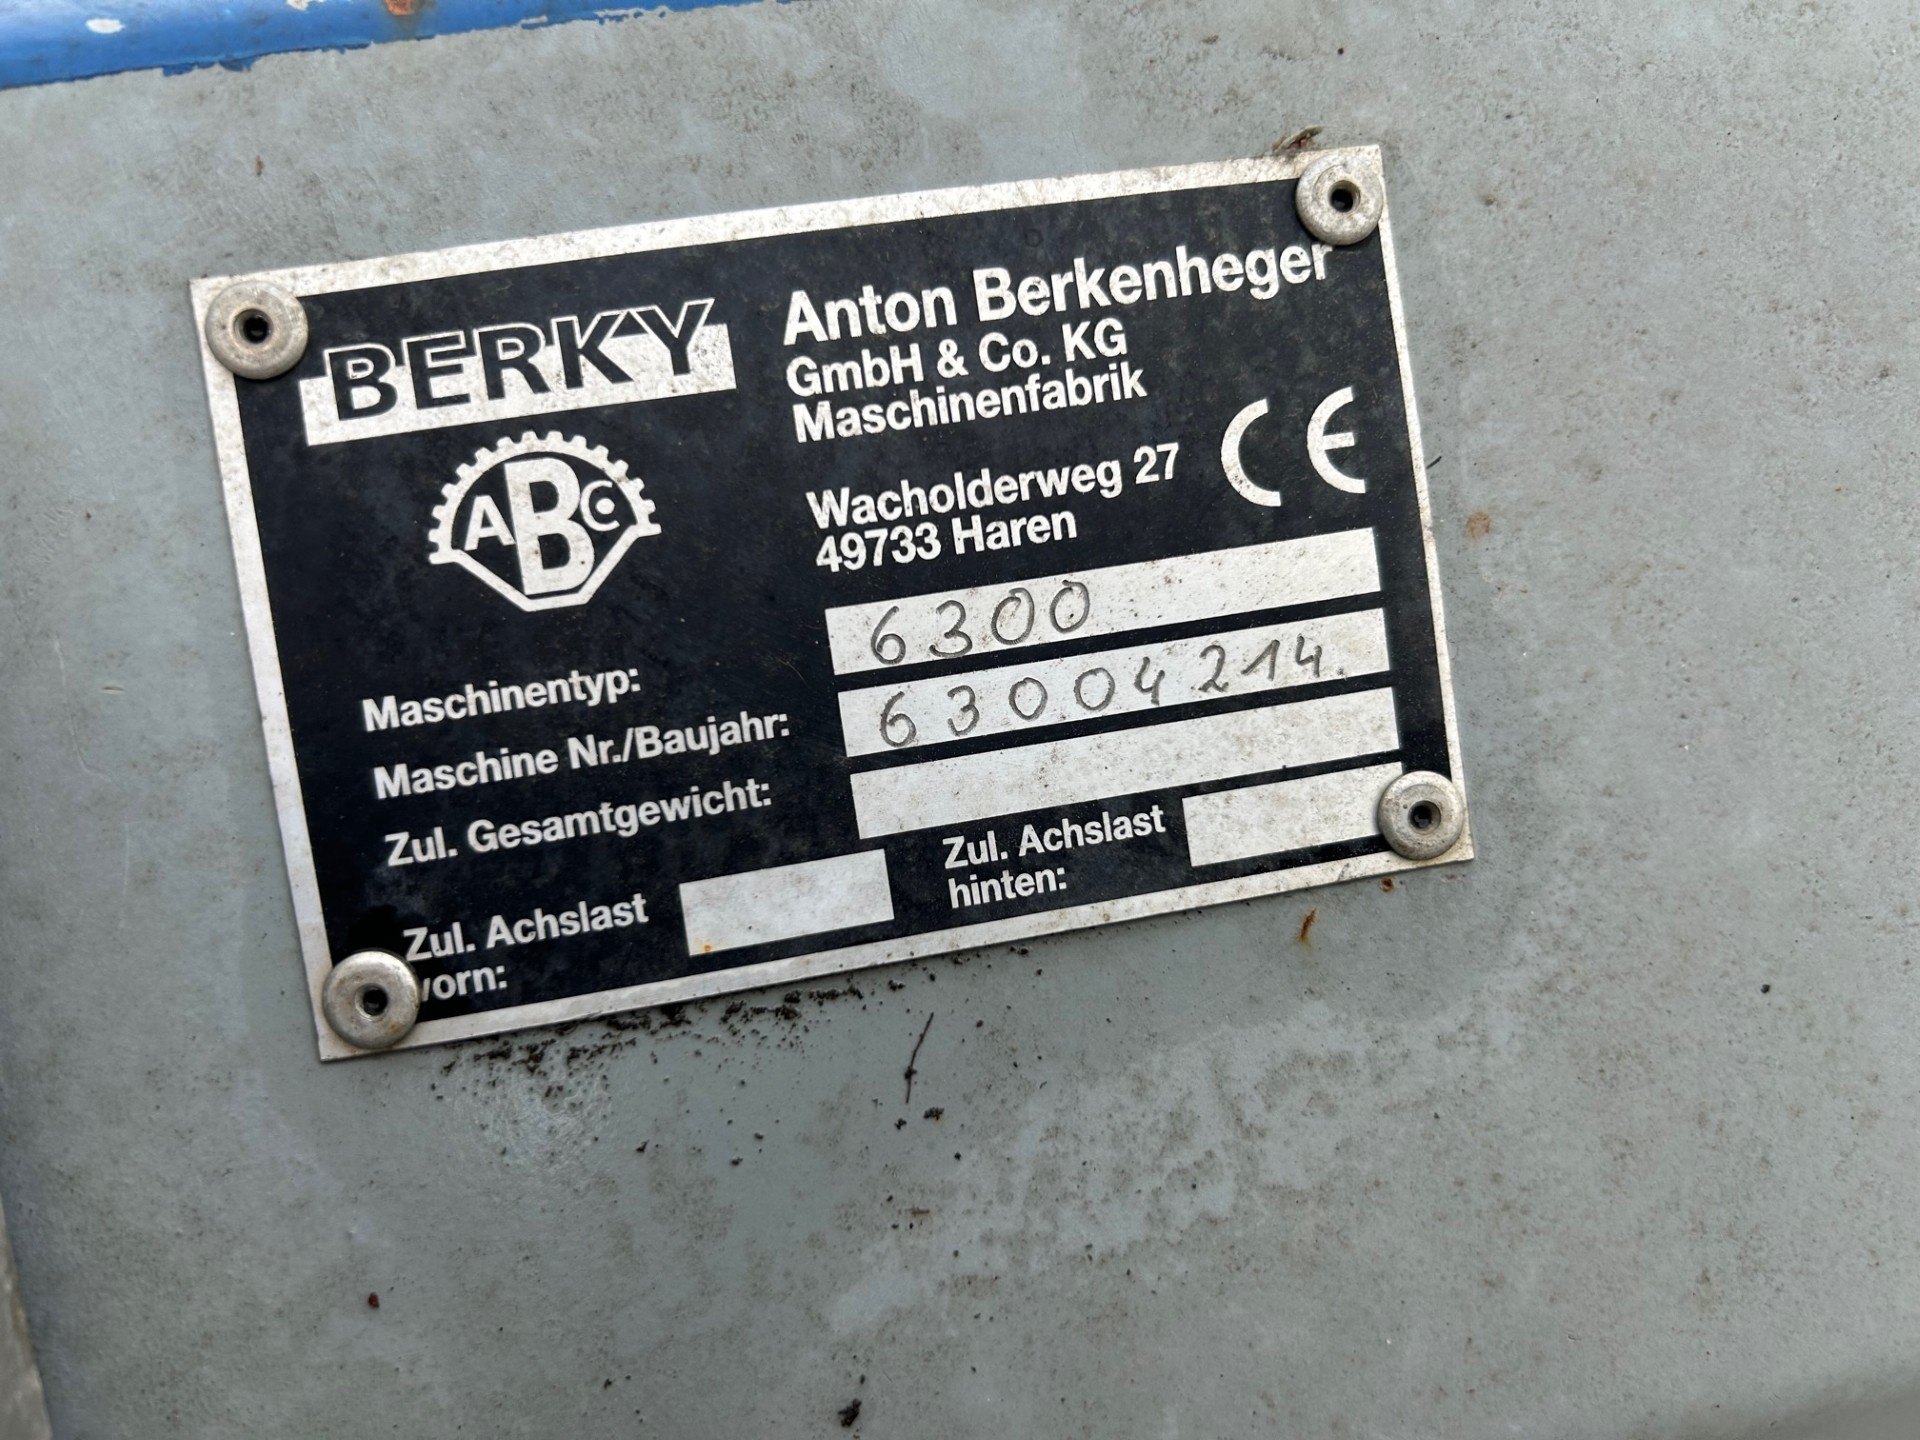 BERKY
ABC
Anton Berkenheger
GmbH & Co. KG
Maschinenfabrik
Wacholderweg 27
49733 Haren
CE
Maschinentyp: 6300
Maschine Nr./Baujahr: 63004214.
Zul. Gesamtgewicht:
Zul. Achslast
vorn:
Zul. Achslast
hinten: